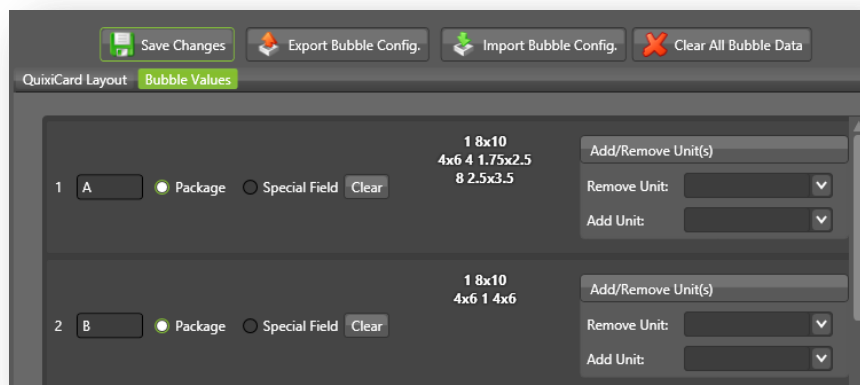 Save Changes Export Bubble Config. Import Bubble Config. Clear All Bubble Data
QuixiCard Layout Bubble Values
1 8x10
4x6 4 1.75x2.5
8 2.5x3.5
Add/Remove Unit(s)
1 A Package Special Field Clear
Remove Unit:
Add Unit:
1 8x10
4x6 1 4x6
Add/Remove Unit(s)
2 B Package Special Field Clear
Remove Unit:
Add Unit: